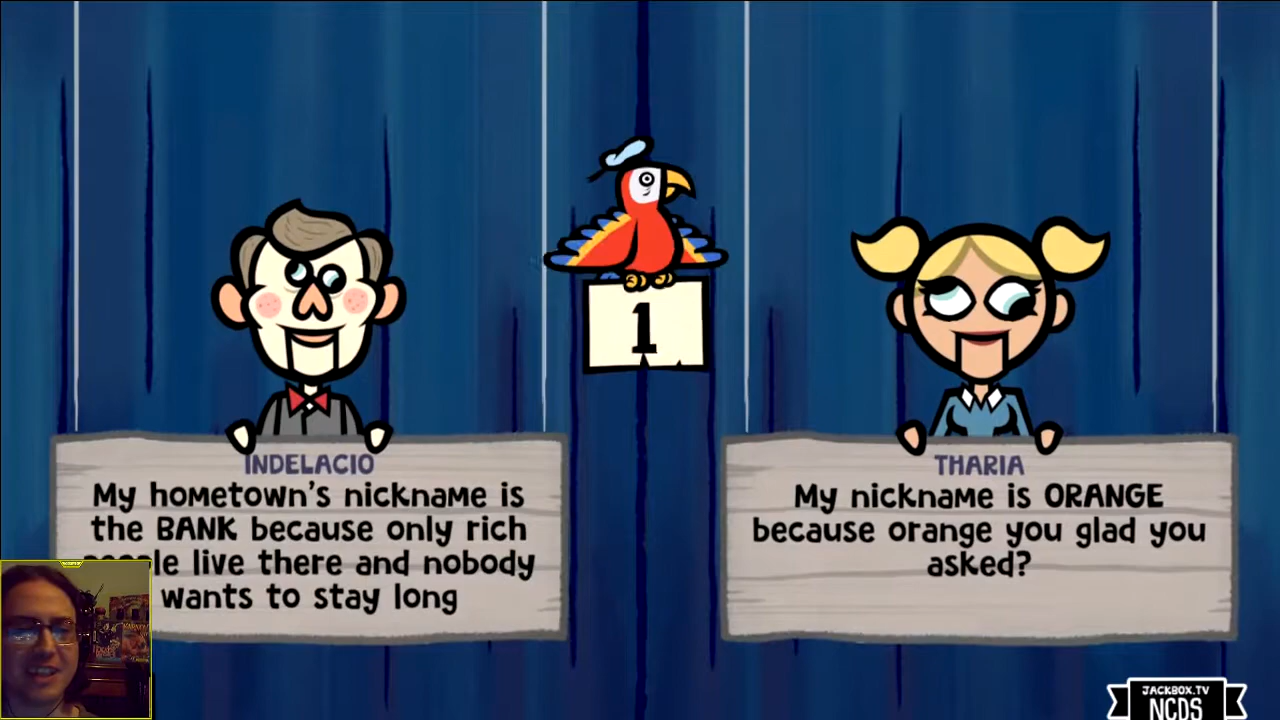 1
INDELACIO
My hometown's nickname is
the BANK because only rich
live there and nobody
wants to stay long
THARIA
My nickname is ORANGE
because orange you glad you
asked?
JACKBOX.TV
NCDS